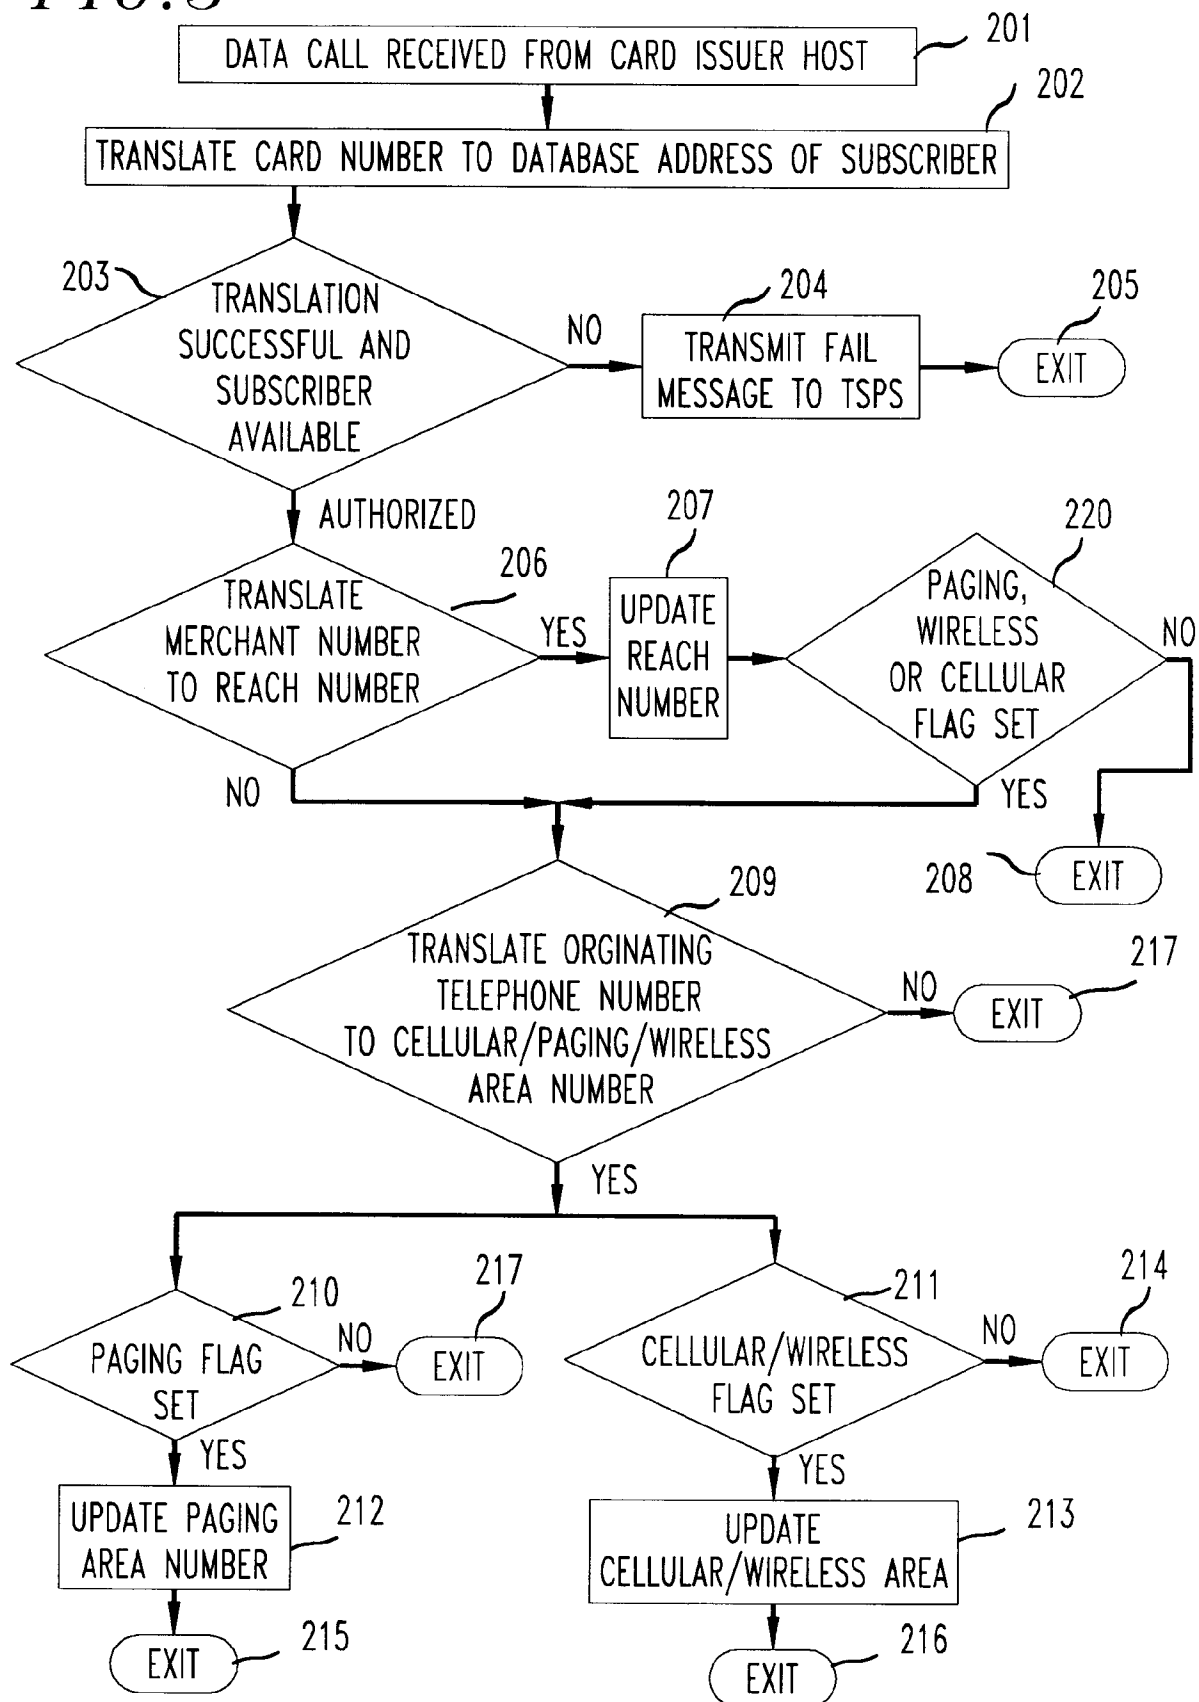 FIG.3
201
DATA CALL RECEIVED FROM CARD ISSUER HOST
202
TRANSLATE CARD NUMBER TO DATABASE ADDRESS OF SUBSCRIBER
203
TRANSLATION
SUCCESSFUL AND
SUBSCRIBER
AVAILABLE
NO
204
TRANSMIT FAIL
MESSAGE TO TSPS
205
EXIT
AUTHORIZED
206
TRANSLATE
MERCHANT NUMBER
TO REACH NUMBER
YES
207
UPDATE
REACH
NUMBER
220
PAGING,
WIRELESS
OR CELLULAR
FLAG SET
NO
NO
YES
208
EXIT
209
TRANSLATE ORGINATING
TELEPHONE NUMBER
TO CELLULAR/PAGING/WIRELESS
AREA NUMBER
NO
217
EXIT
YES
210
PAGING FLAG
SET
NO
217
EXIT
211
CELLULAR/WIRELESS
FLAG SET
NO
214
EXIT
YES
YES
UPDATE PAGING
AREA NUMBER
212
UPDATE
CELLULAR/WIRELESS AREA
213
EXIT
215
EXIT
216